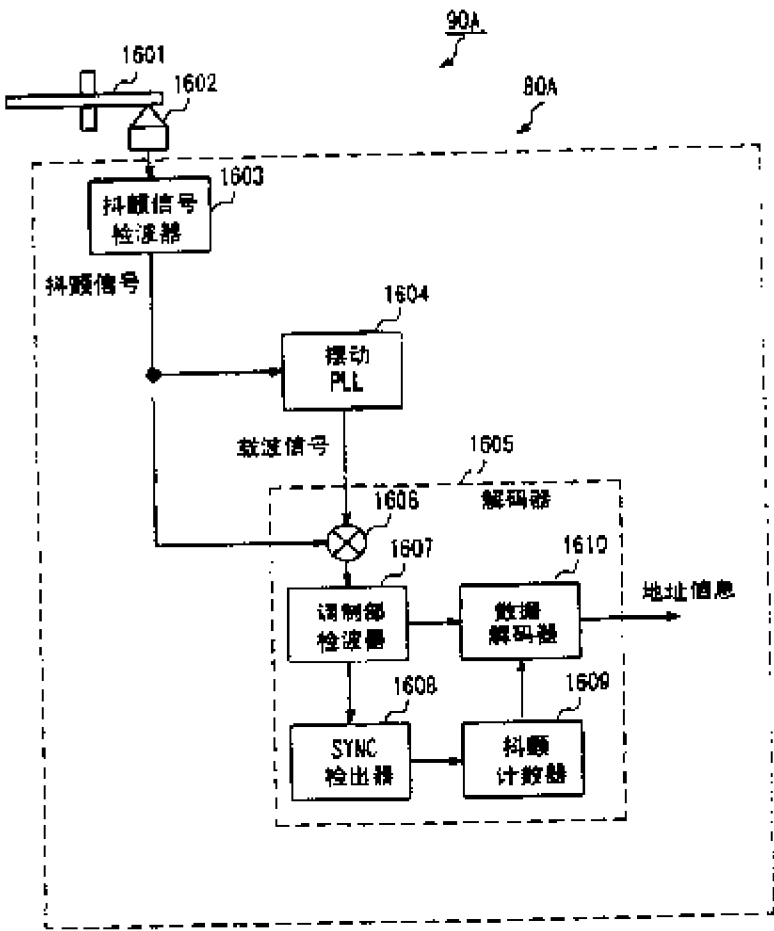 90A
1601
1602
80A
1603
抖颤信号
检波器
抖颤信号
1604
摆动
PLL
载波信号
1605
解码器
1606
1607
1610
调制部
检波器
数据
解码器
地址信息
1608
1609
SYNC
检出器
抖颤
计数器